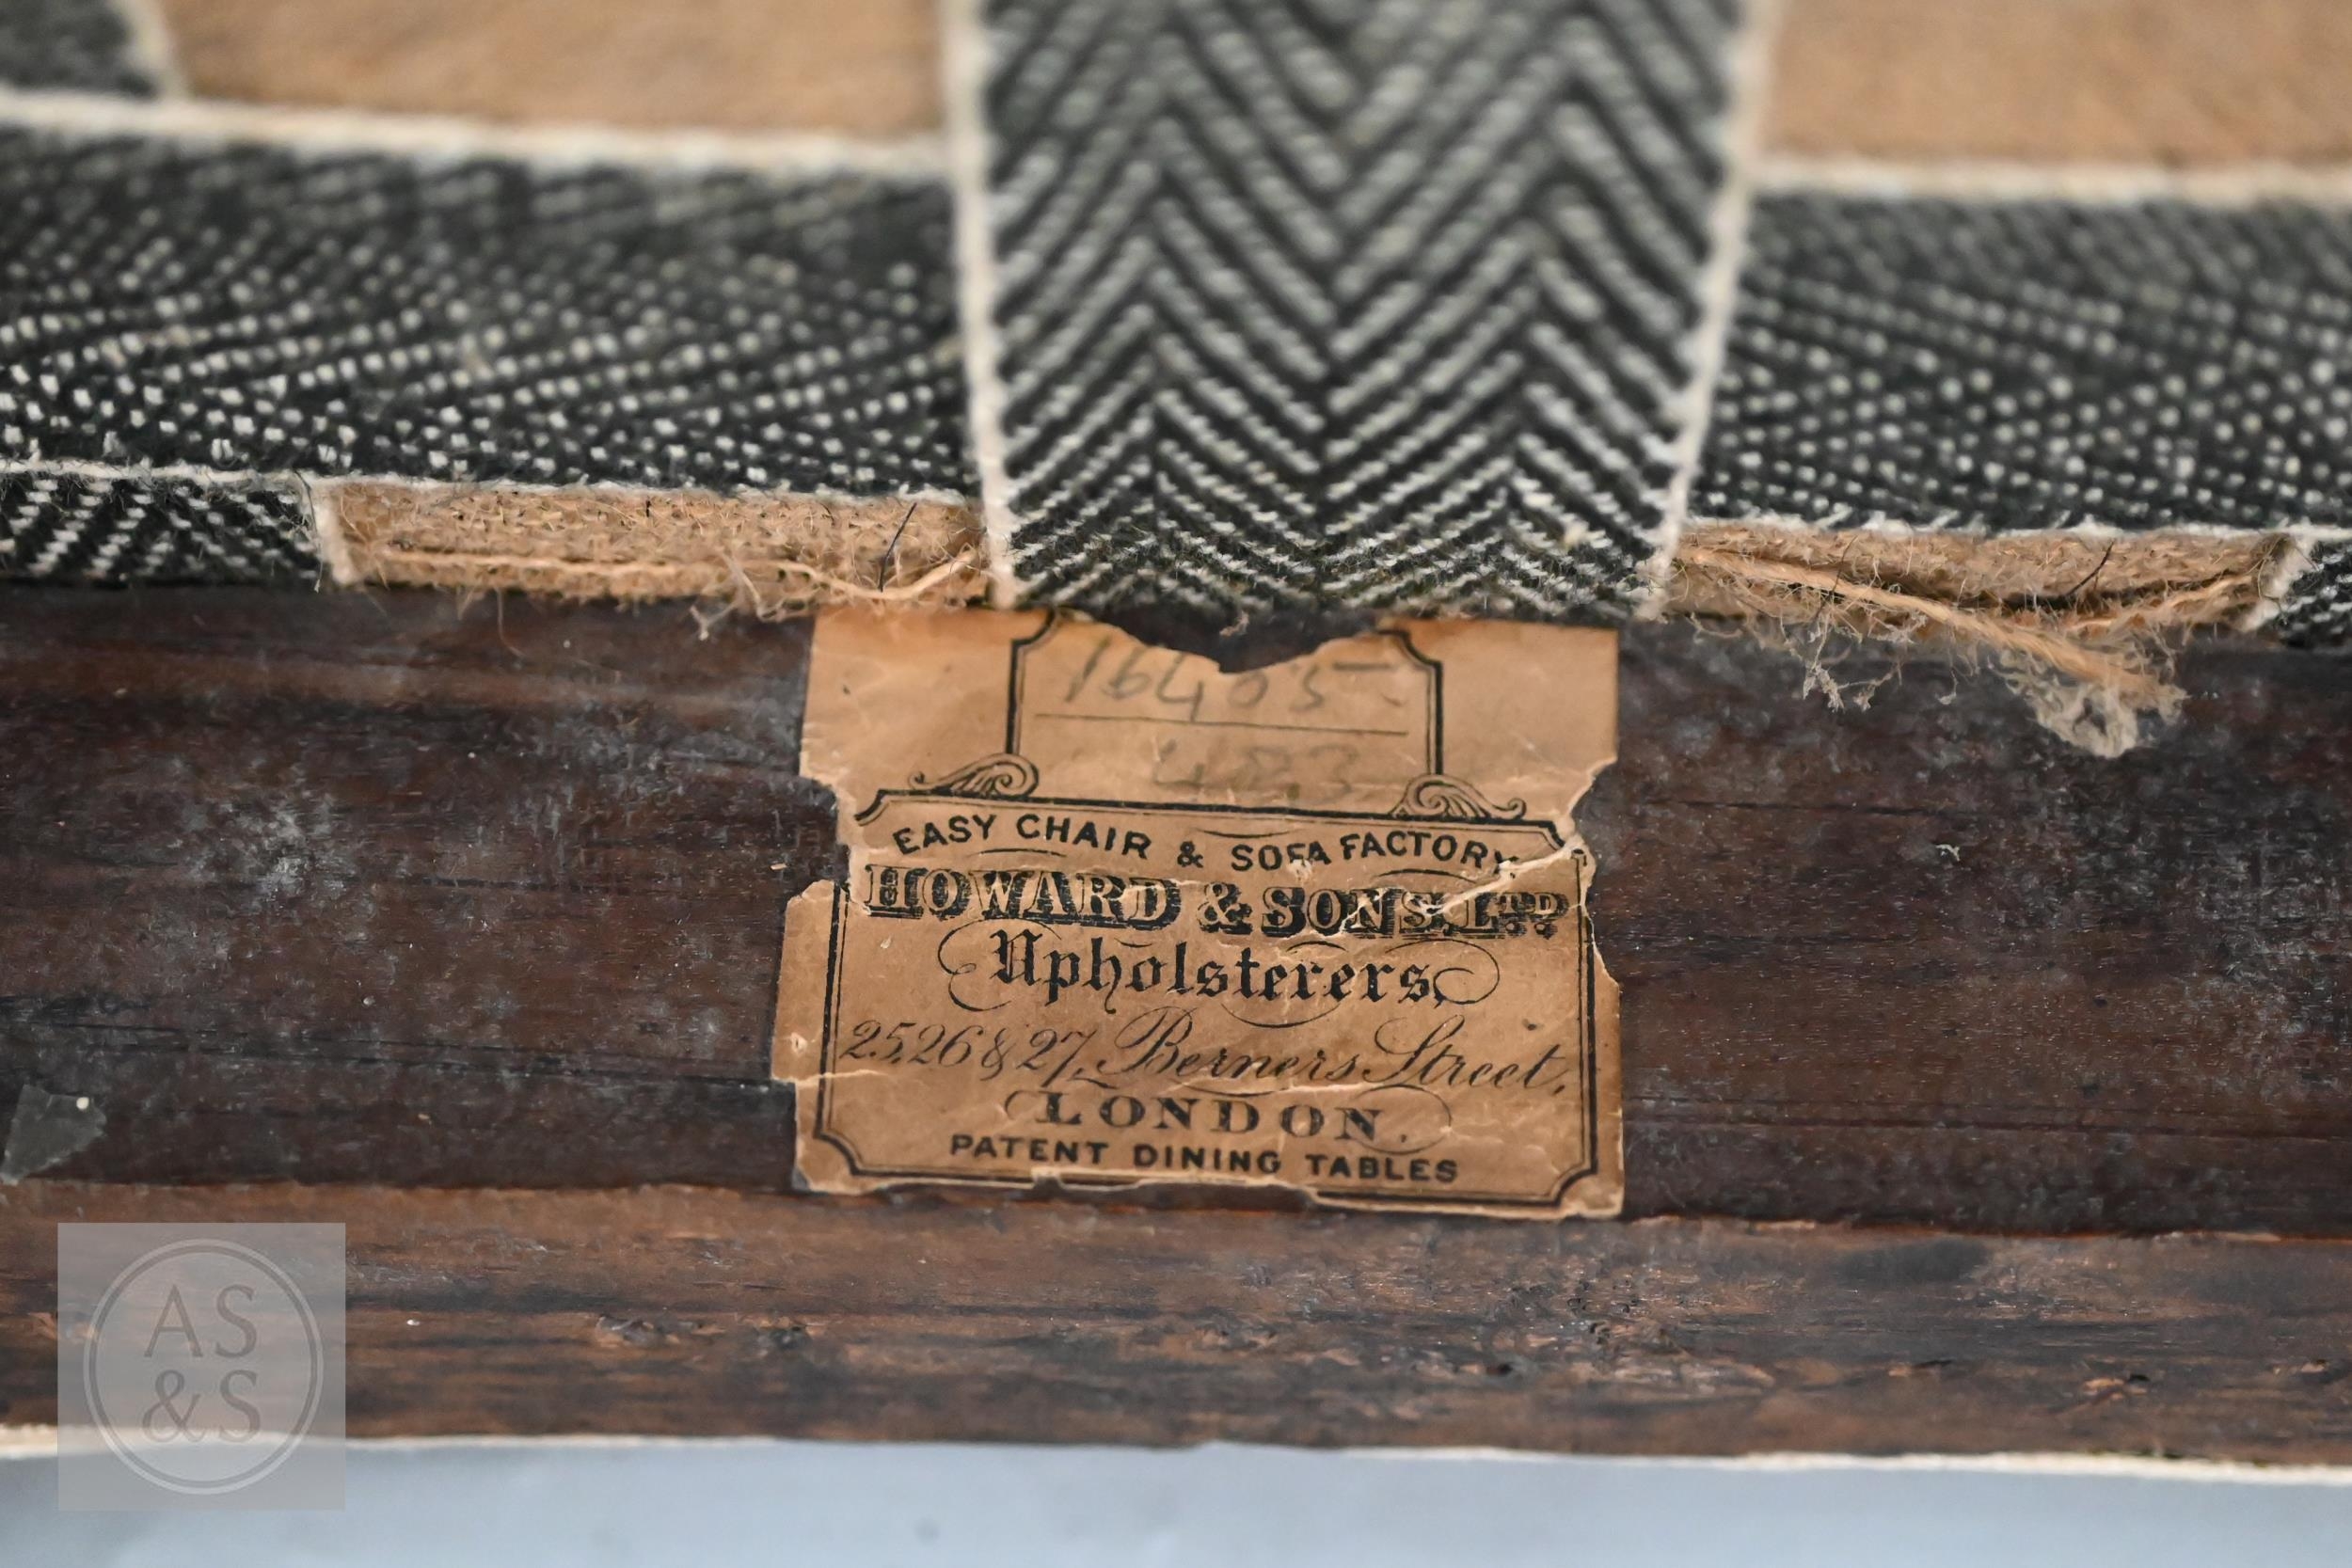 16405
483
EASY CHAIR & SOFA FACTORY
HOWARD & SONS, LTD.
Upholsterers,
25, 26 & 27, Berners Street,
LONDON.
PATENT DINING TABLES
AS
&S